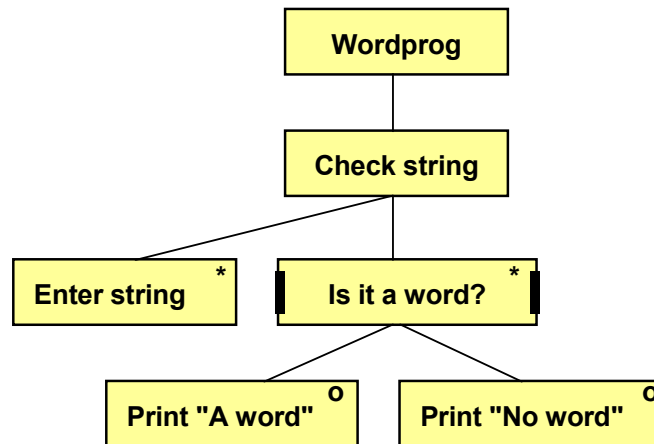 Wordprog
Check string
Enter string *
Is it a word? *
Print "A word" o
Print "No word" o